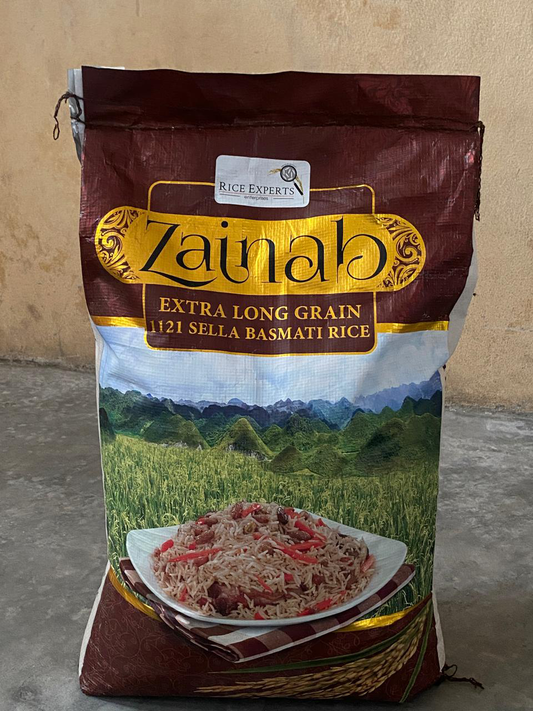 RICE EXPERTS
enterprises
Zainab
EXTRA LONG GRAIN
1121 SELLA BASMATI RICE